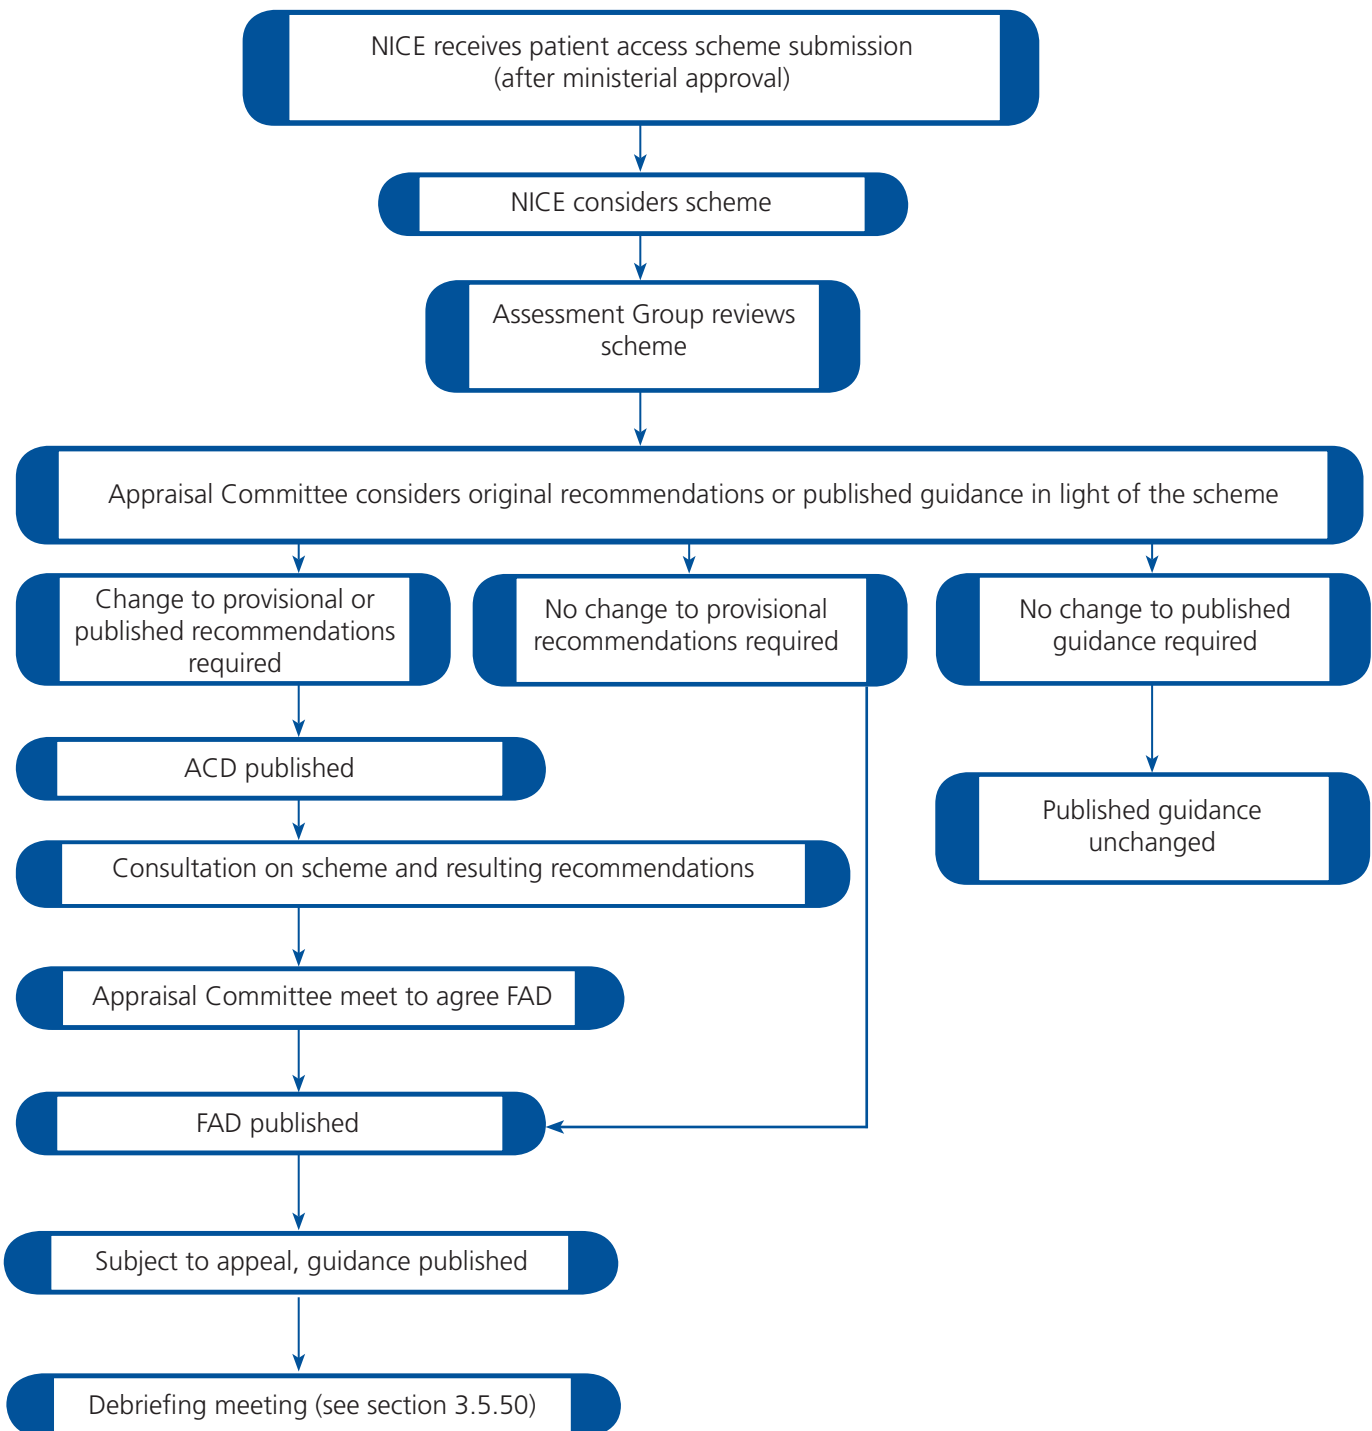 NICE receives patient access scheme submission
(after ministerial approval)
NICE considers scheme
Assessment Group reviews
scheme
Appraisal Committee considers original recommendations or published guidance in light of the scheme
Change to provisional or
published recommendations
required
No change to provisional
recommendations required
No change to published
guidance required
ACD published
Published guidance
unchanged
Consultation on scheme and resulting recommendations
Appraisal Committee meet to agree FAD
FAD published
Subject to appeal, guidance published
Debriefing meeting (see section 3.5.50)